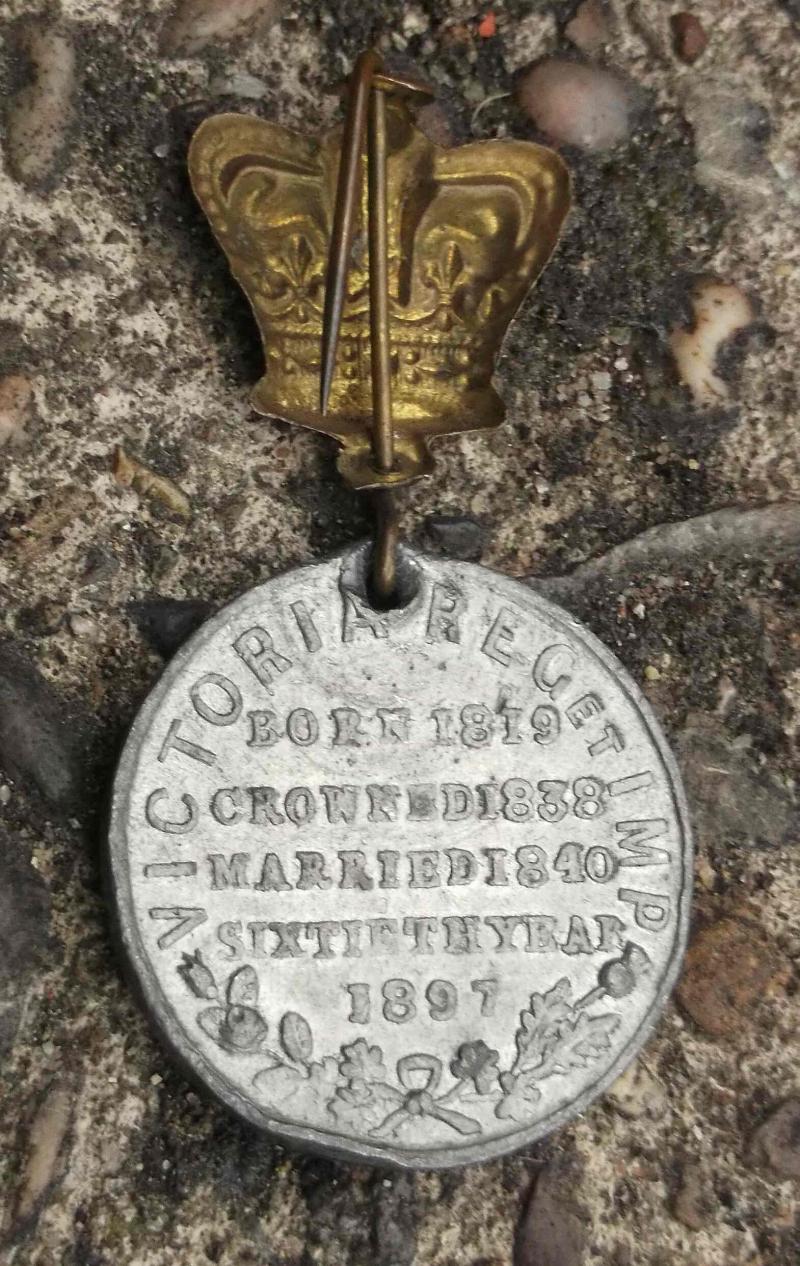 VICTORIA REG ET IMP
BORN 1819
CROWNED 1838
MARRIED 1840
SIXTIETH YEAR
1897